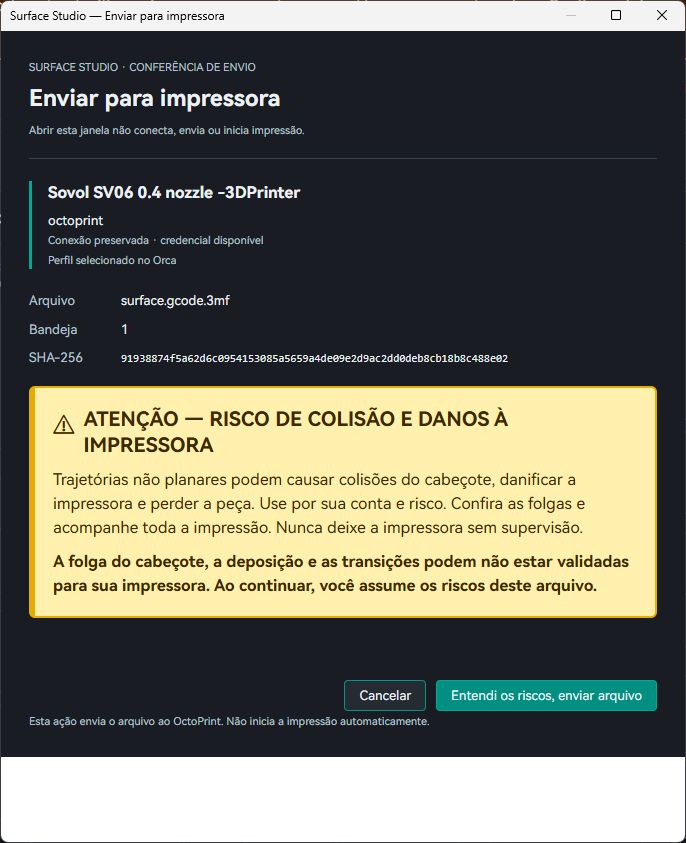 Surface Studio — Enviar para impressora
SURFACE STUDIO · CONFERÊNCIA DE ENVIO
Enviar para impressora
Abrir esta janela não conecta, envia ou inicia impressão.
Sovol SV06 0.4 nozzle -3DPrinter
octoprint
Conexão preservada · credencial disponível
Perfil selecionado no Orca
Arquivo surface.gcode.3mf
Bandeja 1
SHA-256 91938874f5a62d6c0954153085a5659a4de09e2d9ac2dd0deb8cb18b8c488e02
⚠ ATENÇÃO — RISCO DE COLISÃO E DANOS À
IMPRESSORA
Trajetórias não planares podem causar colisões do cabeçote, danificar a
impressora e perder a peça. Use por sua conta e risco. Confira as folgas e
acompanhe toda a impressão. Nunca deixe a impressora sem supervisão.
A folga do cabeçote, a deposição e as transições podem não estar validadas
para sua impressora. Ao continuar, você assume os riscos deste arquivo.
Cancelar Entendi os riscos, enviar arquivo
Esta ação envia o arquivo ao OctoPrint. Não inicia a impressão automaticamente.